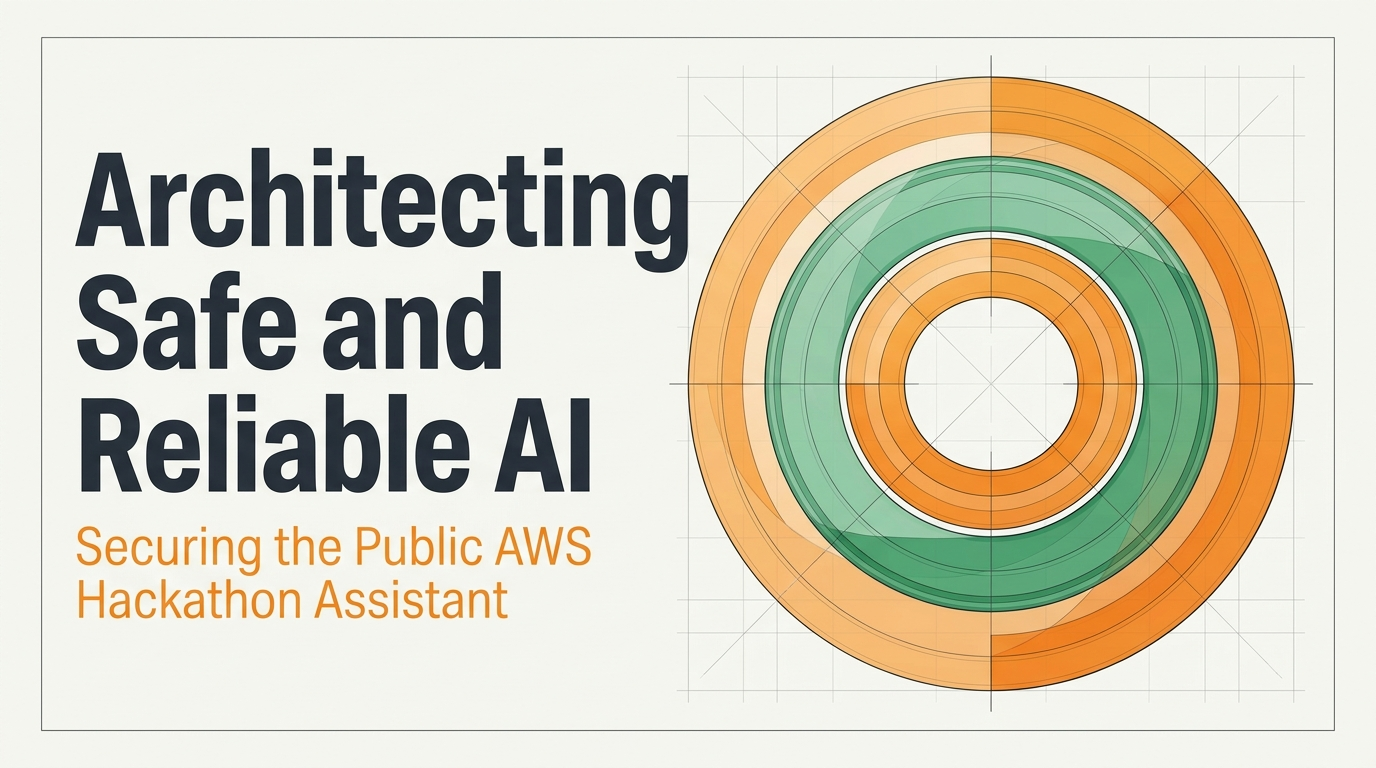 Architecting
Safe and
Reliable AI
Securing the Public AWS
Hackathon Assistant